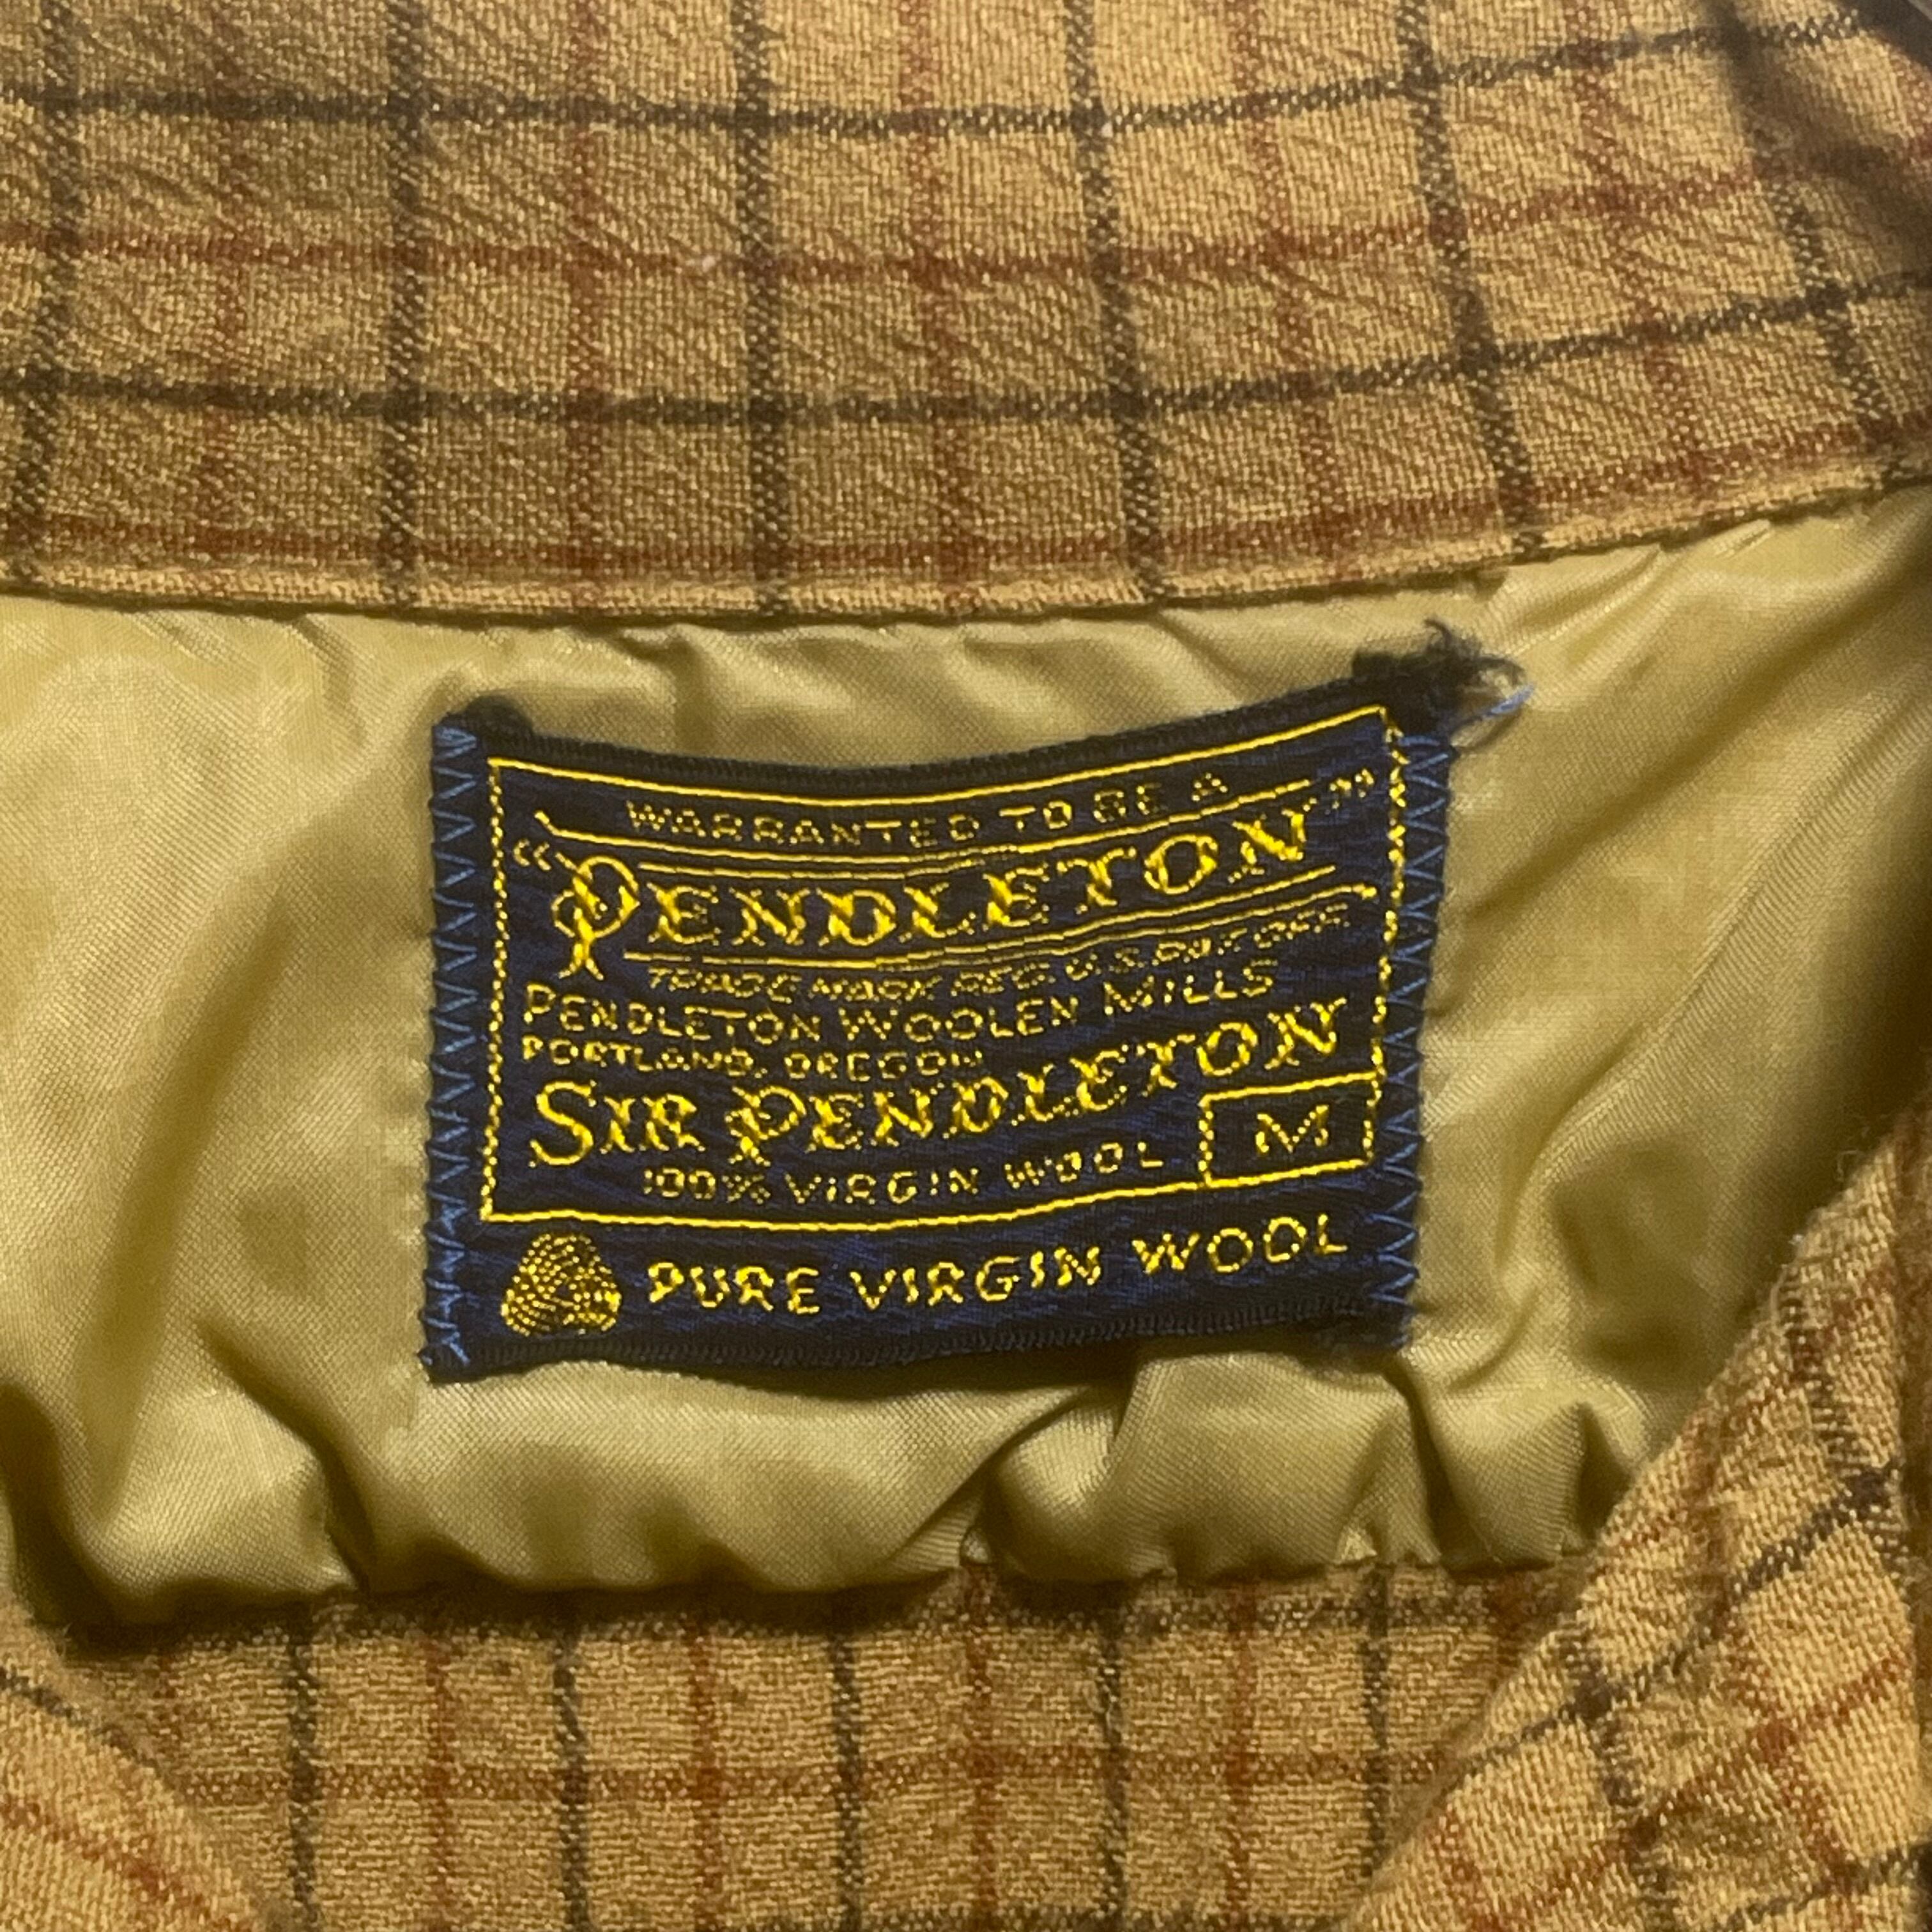 WARRANTED TO BE A
"PENDLETON"
TRADE MARK REG. U.S. PAT. OFF.
PENDLETON WOOLEN MILLS
PORTLAND, OREGON
SIR PENDLETON
100% VIRGIN WOOL M
PURE VIRGIN WOOL